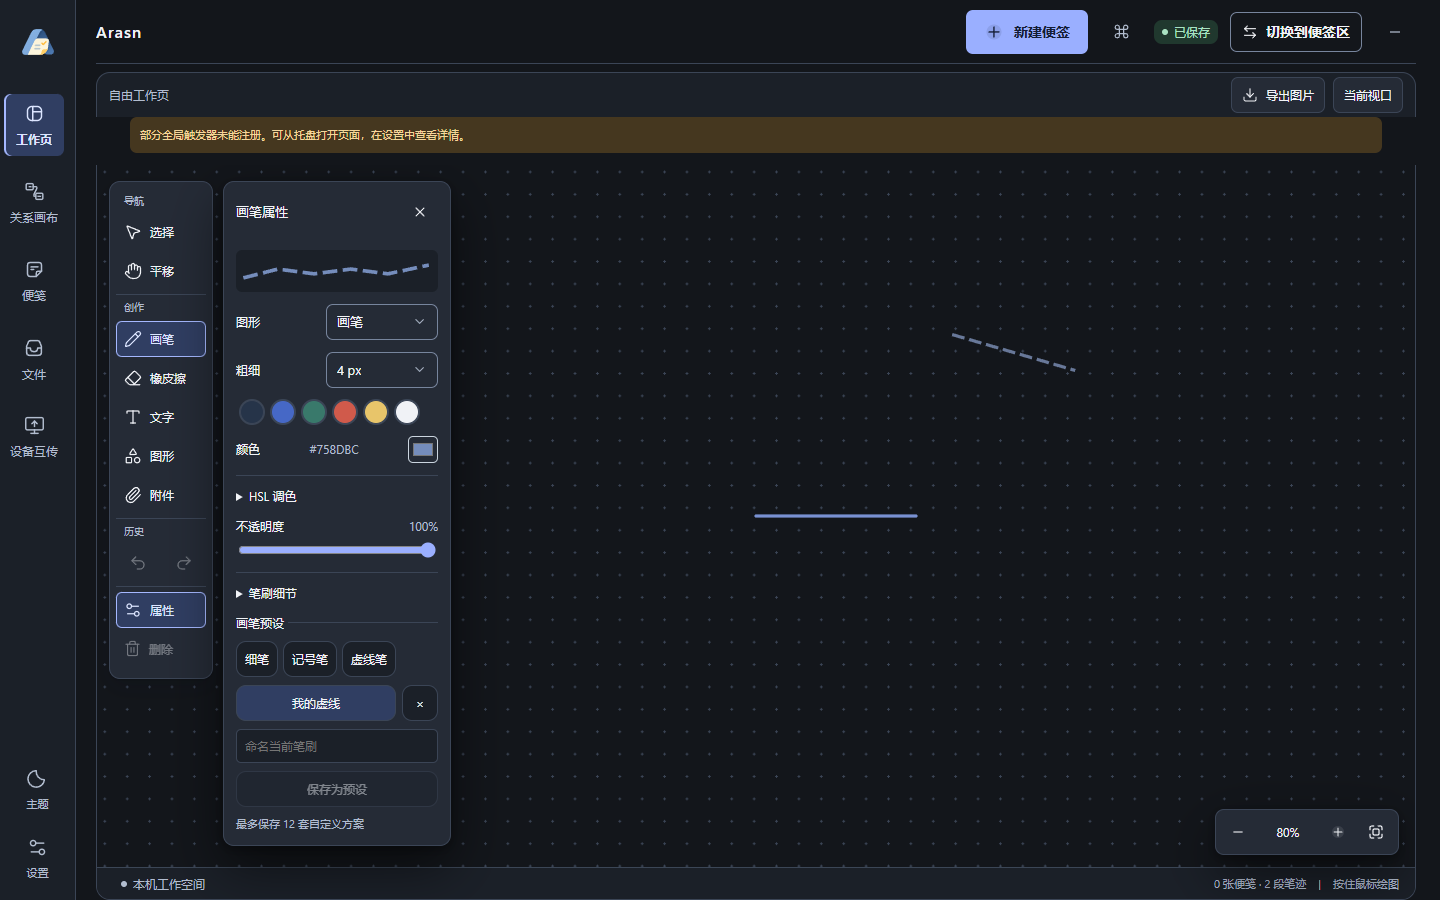 Arasn
新建便签
已保存
切换到便签区
工作页
关系画布
便笺
文件
设备互传
主题
设置
自由工作页
导出图片
当前视口
部分全局触发器未能注册。可从托盘打开页面，在设置中查看详情。
导航
选择
平移
创作
画笔
橡皮擦
文字
图形
附件
历史
属性
删除
画笔属性
图形
画笔
粗细
4 px
颜色
#758DBC
HSL 调色
不透明度
100%
笔刷细节
画笔预设
细笔
记号笔
虚线笔
我的虚线
命名当前笔刷
保存为预设
最多保存 12 套自定义方案
80%
本机工作空间
0 张便笺 · 2 段笔迹 | 按住鼠标绘图